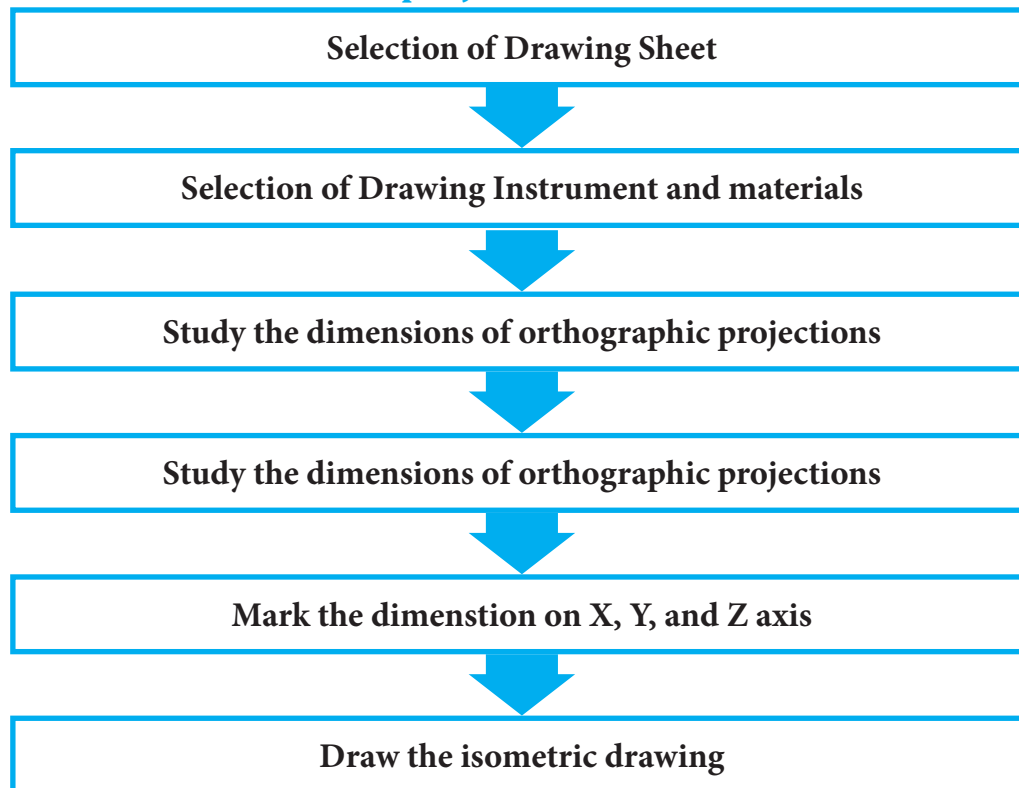 Selection of Drawing Sheet
Selection of Drawing Instrument and materials
Study the dimensions of orthographic projections
Study the dimensions of orthographic projections
Mark the dimenstion on X, Y, and Z axis
Draw the isometric drawing